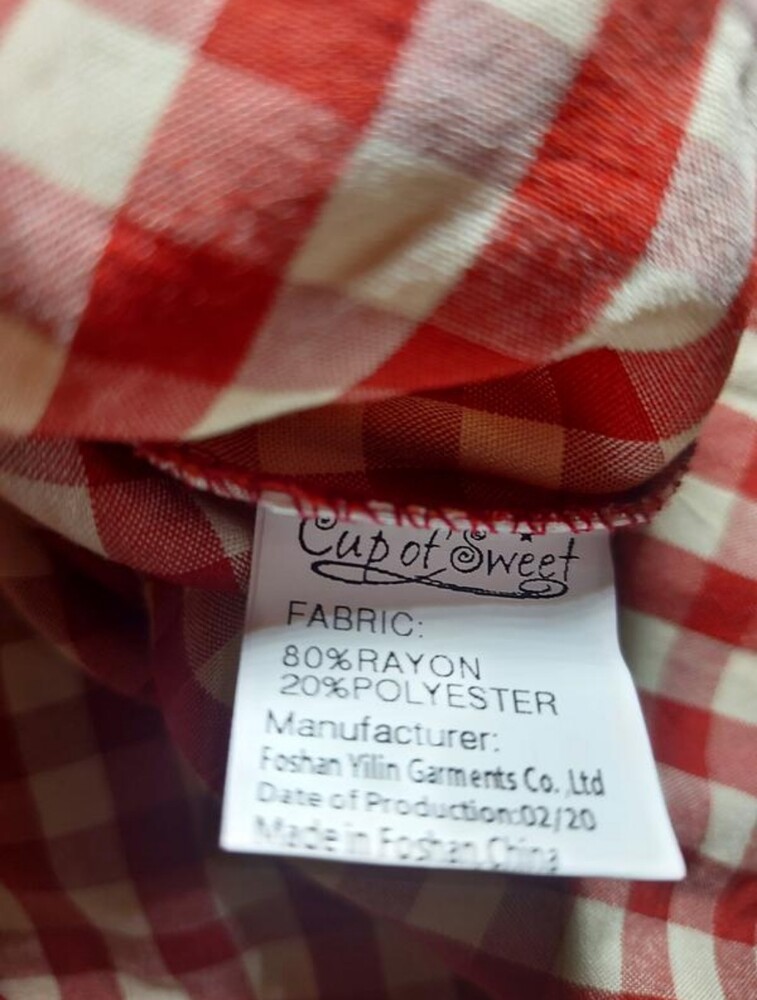 Cup of Sweet
FABRIC:
80%RAYON
20%POLYESTER
Manufacturer:
Foshan Yilin Garments Co.,Ltd
Date of Production:02/20
Made in Foshan,China